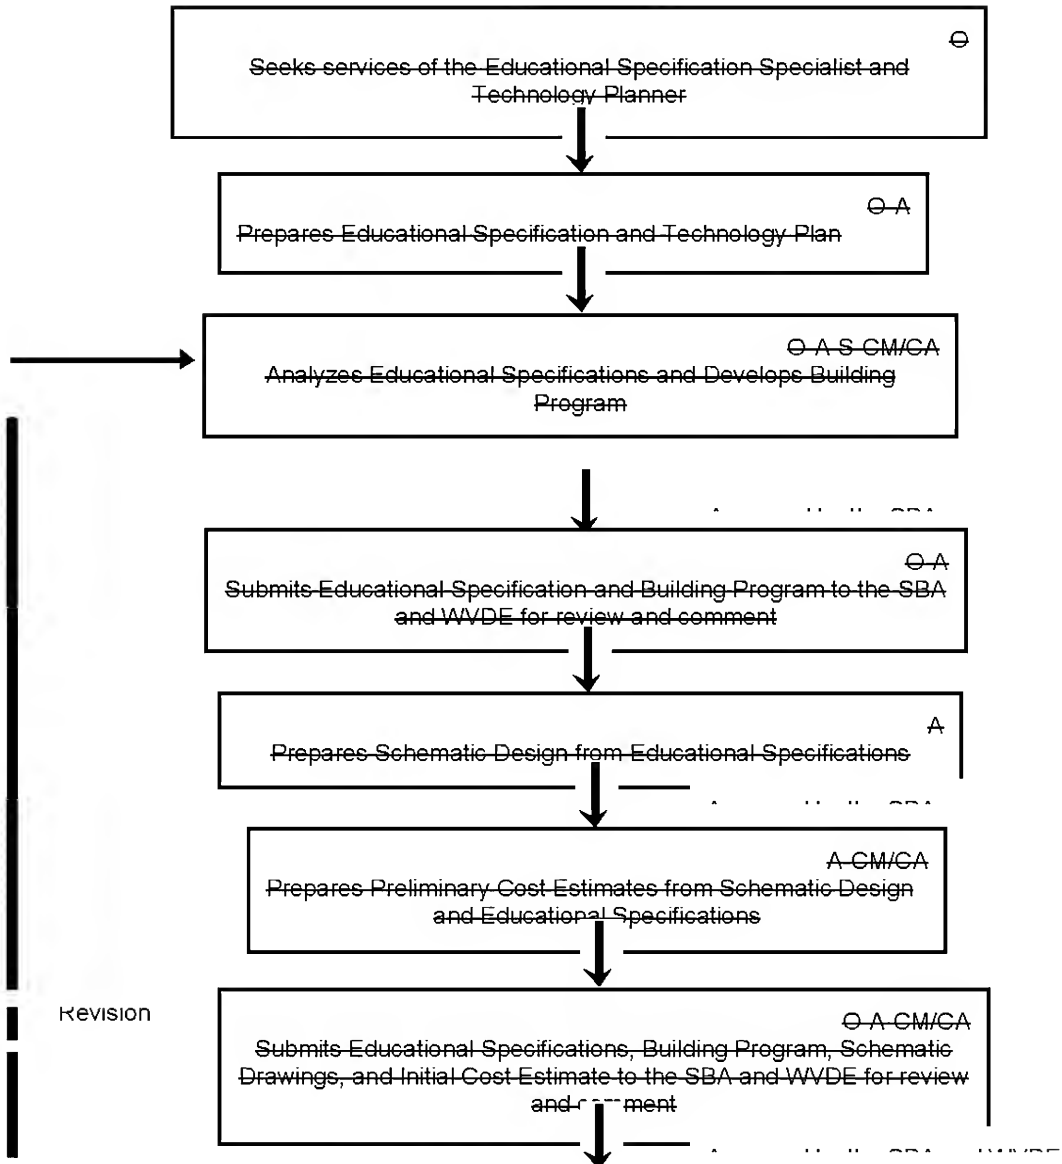 O
Seeks services of the Educational Specification Specialist and
Technology Planner
O-A
Prepares Educational Specification and Technology Plan
O-A-S-CM/CA
Analyzes Educational Specifications and Develops Building
Program
O-A
Submits Educational Specification and Building Program to the SBA
and WVDE for review and comment
A
Prepares Schematic Design from Educational Specifications
A-CM/CA
Prepares Preliminary Cost Estimates from Schematic Design
and Educational Specifications
Revision
O-A-CM/CA
Submits Educational Specifications, Building Program, Schematic
Drawings, and Initial Cost Estimate to the SBA and WVDE for review
and comment